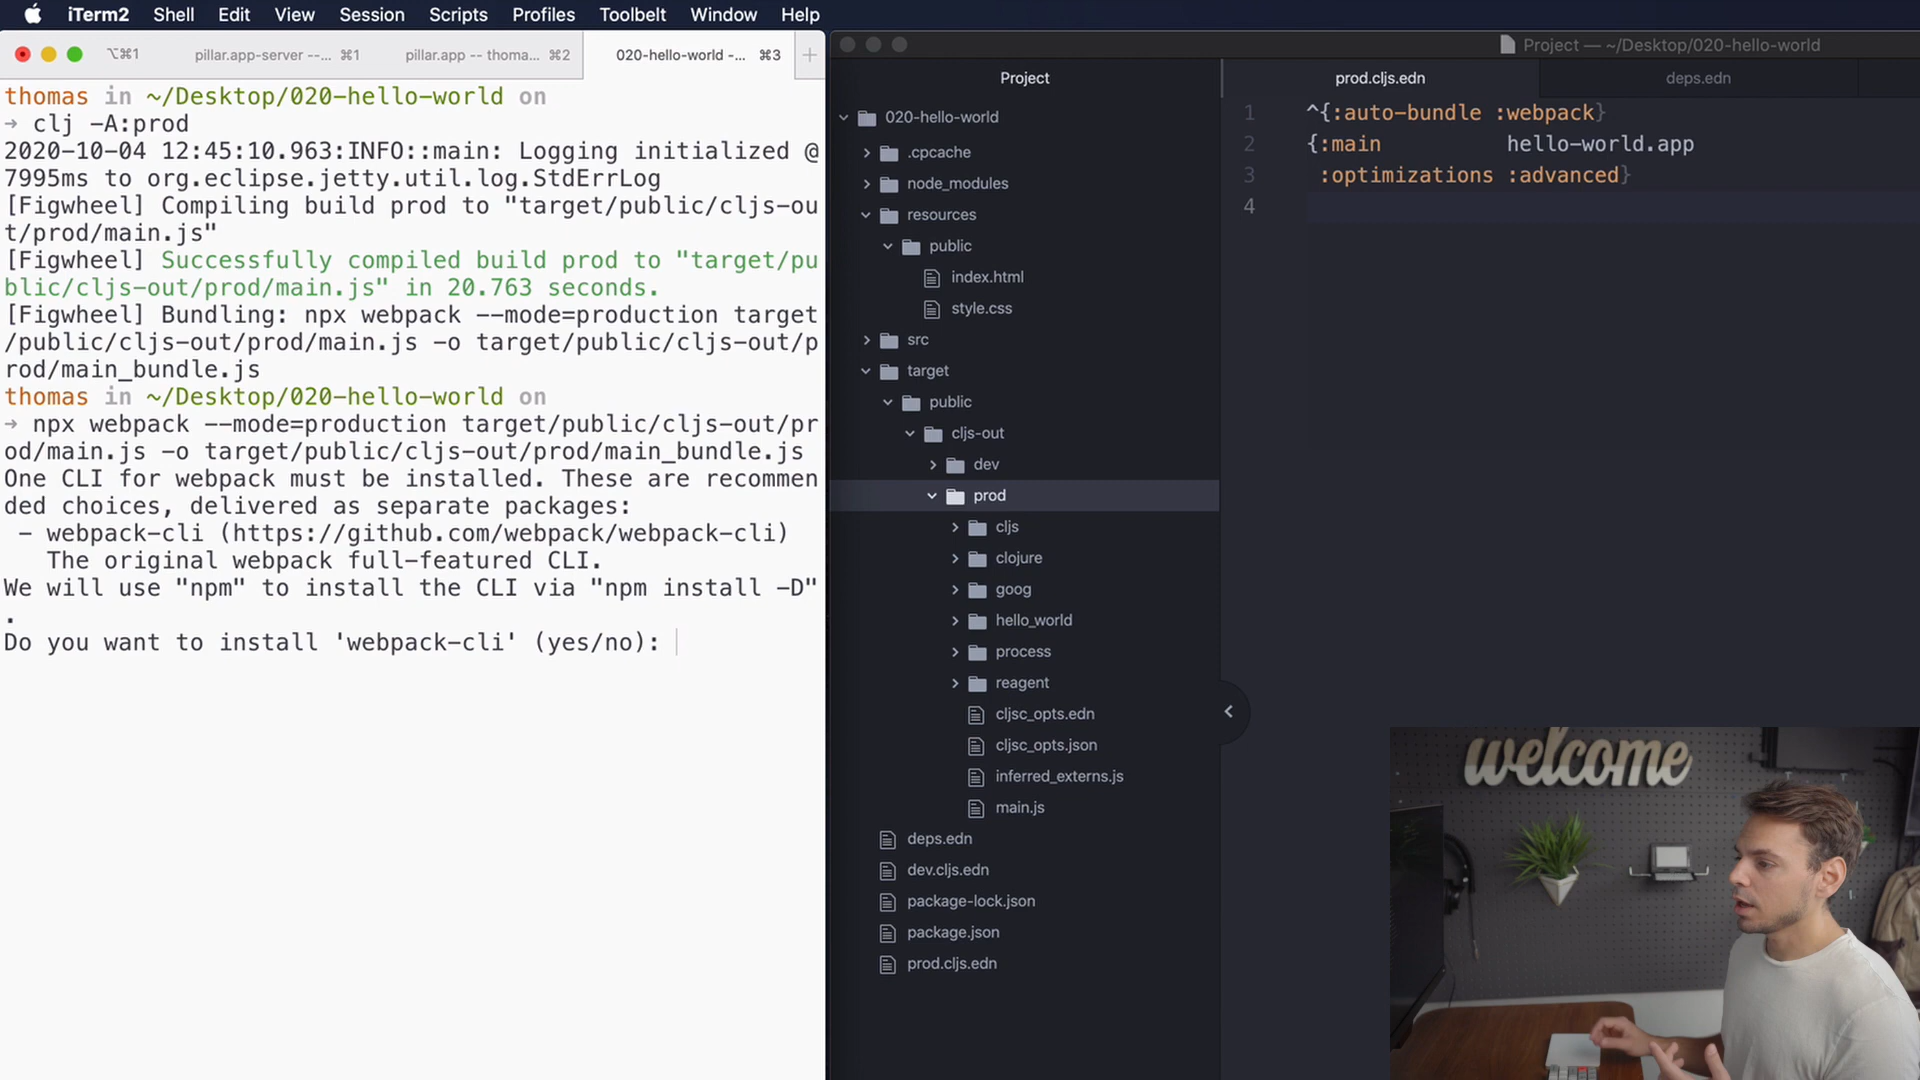 iTerm2 Shell Edit View Session Scripts Profiles Toolbelt Window Help
⌥⌘1 pillar.app-server --... ⌘1 pillar.app -- thoma... ⌘2 020-hello-world -... ⌘3 +
thomas in ~/Desktop/020-hello-world on
→ clj -A:prod
2020-10-04 12:45:10.963:INFO::main: Logging initialized @
7995ms to org.eclipse.jetty.util.log.StdErrLog
[Figwheel] Compiling build prod to "target/public/cljs-ou
t/prod/main.js"
[Figwheel] Successfully compiled build prod to "target/pu
blic/cljs-out/prod/main.js" in 20.763 seconds.
[Figwheel] Bundling: npx webpack --mode=production target
/public/cljs-out/prod/main.js -o target/public/cljs-out/p
rod/main_bundle.js
thomas in ~/Desktop/020-hello-world on
→ npx webpack --mode=production target/public/cljs-out/pr
od/main.js -o target/public/cljs-out/prod/main_bundle.js
One CLI for webpack must be installed. These are recommen
ded choices, delivered as separate packages:
- webpack-cli (https://github.com/webpack/webpack-cli)
The original webpack full-featured CLI.
We will use "npm" to install the CLI via "npm install -D"
.
Do you want to install 'webpack-cli' (yes/no):
Project — ~/Desktop/020-hello-world
Project
020-hello-world
.cpcache
node_modules
resources
public
index.html
style.css
src
target
public
cljs-out
dev
prod
cljs
clojure
goog
hello_world
process
reagent
cljsc_opts.edn
cljsc_opts.json
inferred_externs.js
main.js
deps.edn
dev.cljs.edn
package-lock.json
package.json
prod.cljs.edn
prod.cljs.edn deps.edn
1 ^{:auto-bundle :webpack}
2 {:main hello-world.app
3 :optimizations :advanced}
4
welcome